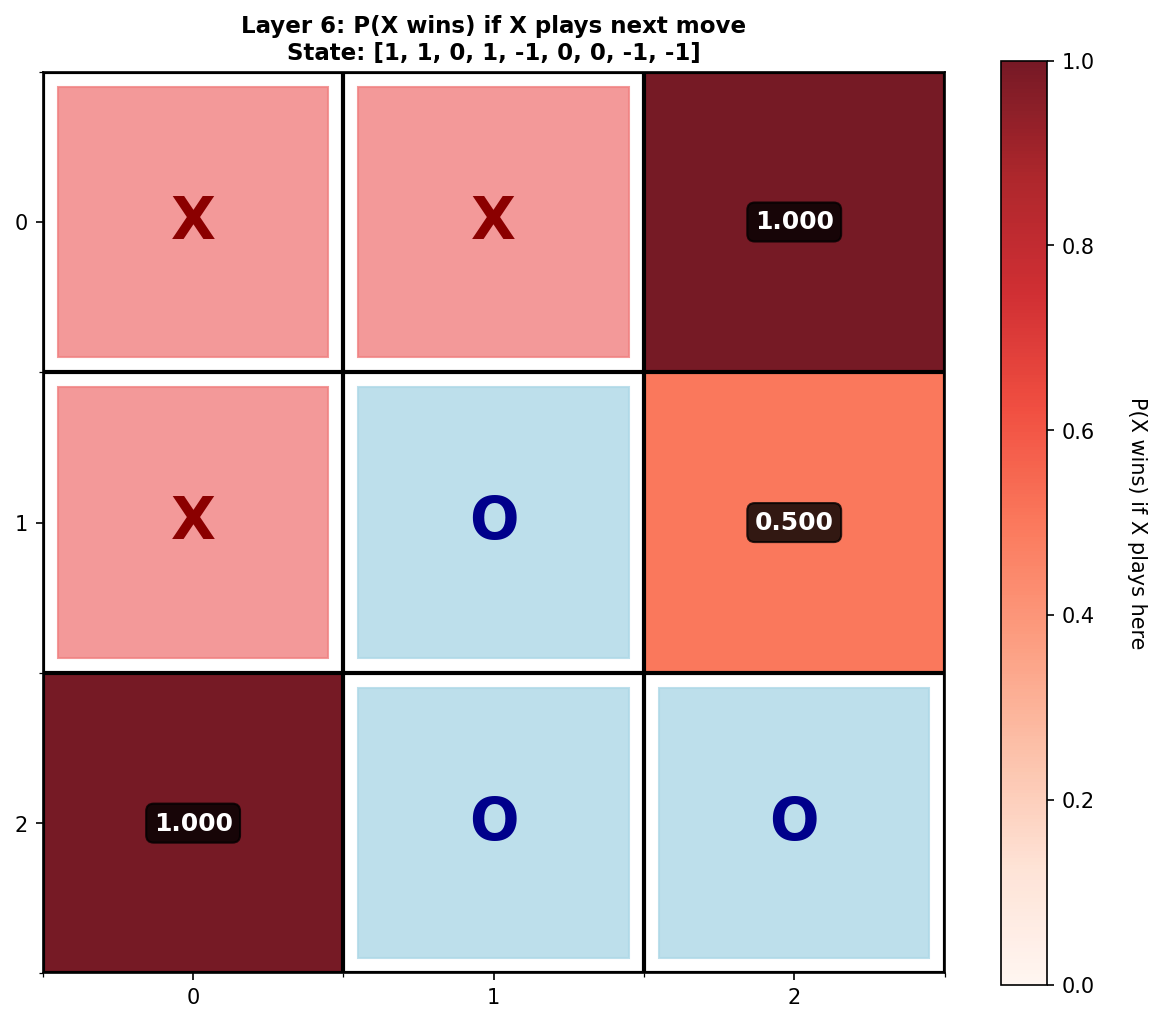 Layer 6: P(X wins) if X plays next move
State: [1, 1, 0, 1, -1, 0, 0, -1, -1]
1.0
0.8
0.6
0.4
0.2
0.0
P(X wins) if X plays here
0
X
X
1.000
1
X
O
0.500
2
1.000
O
O
0
1
2